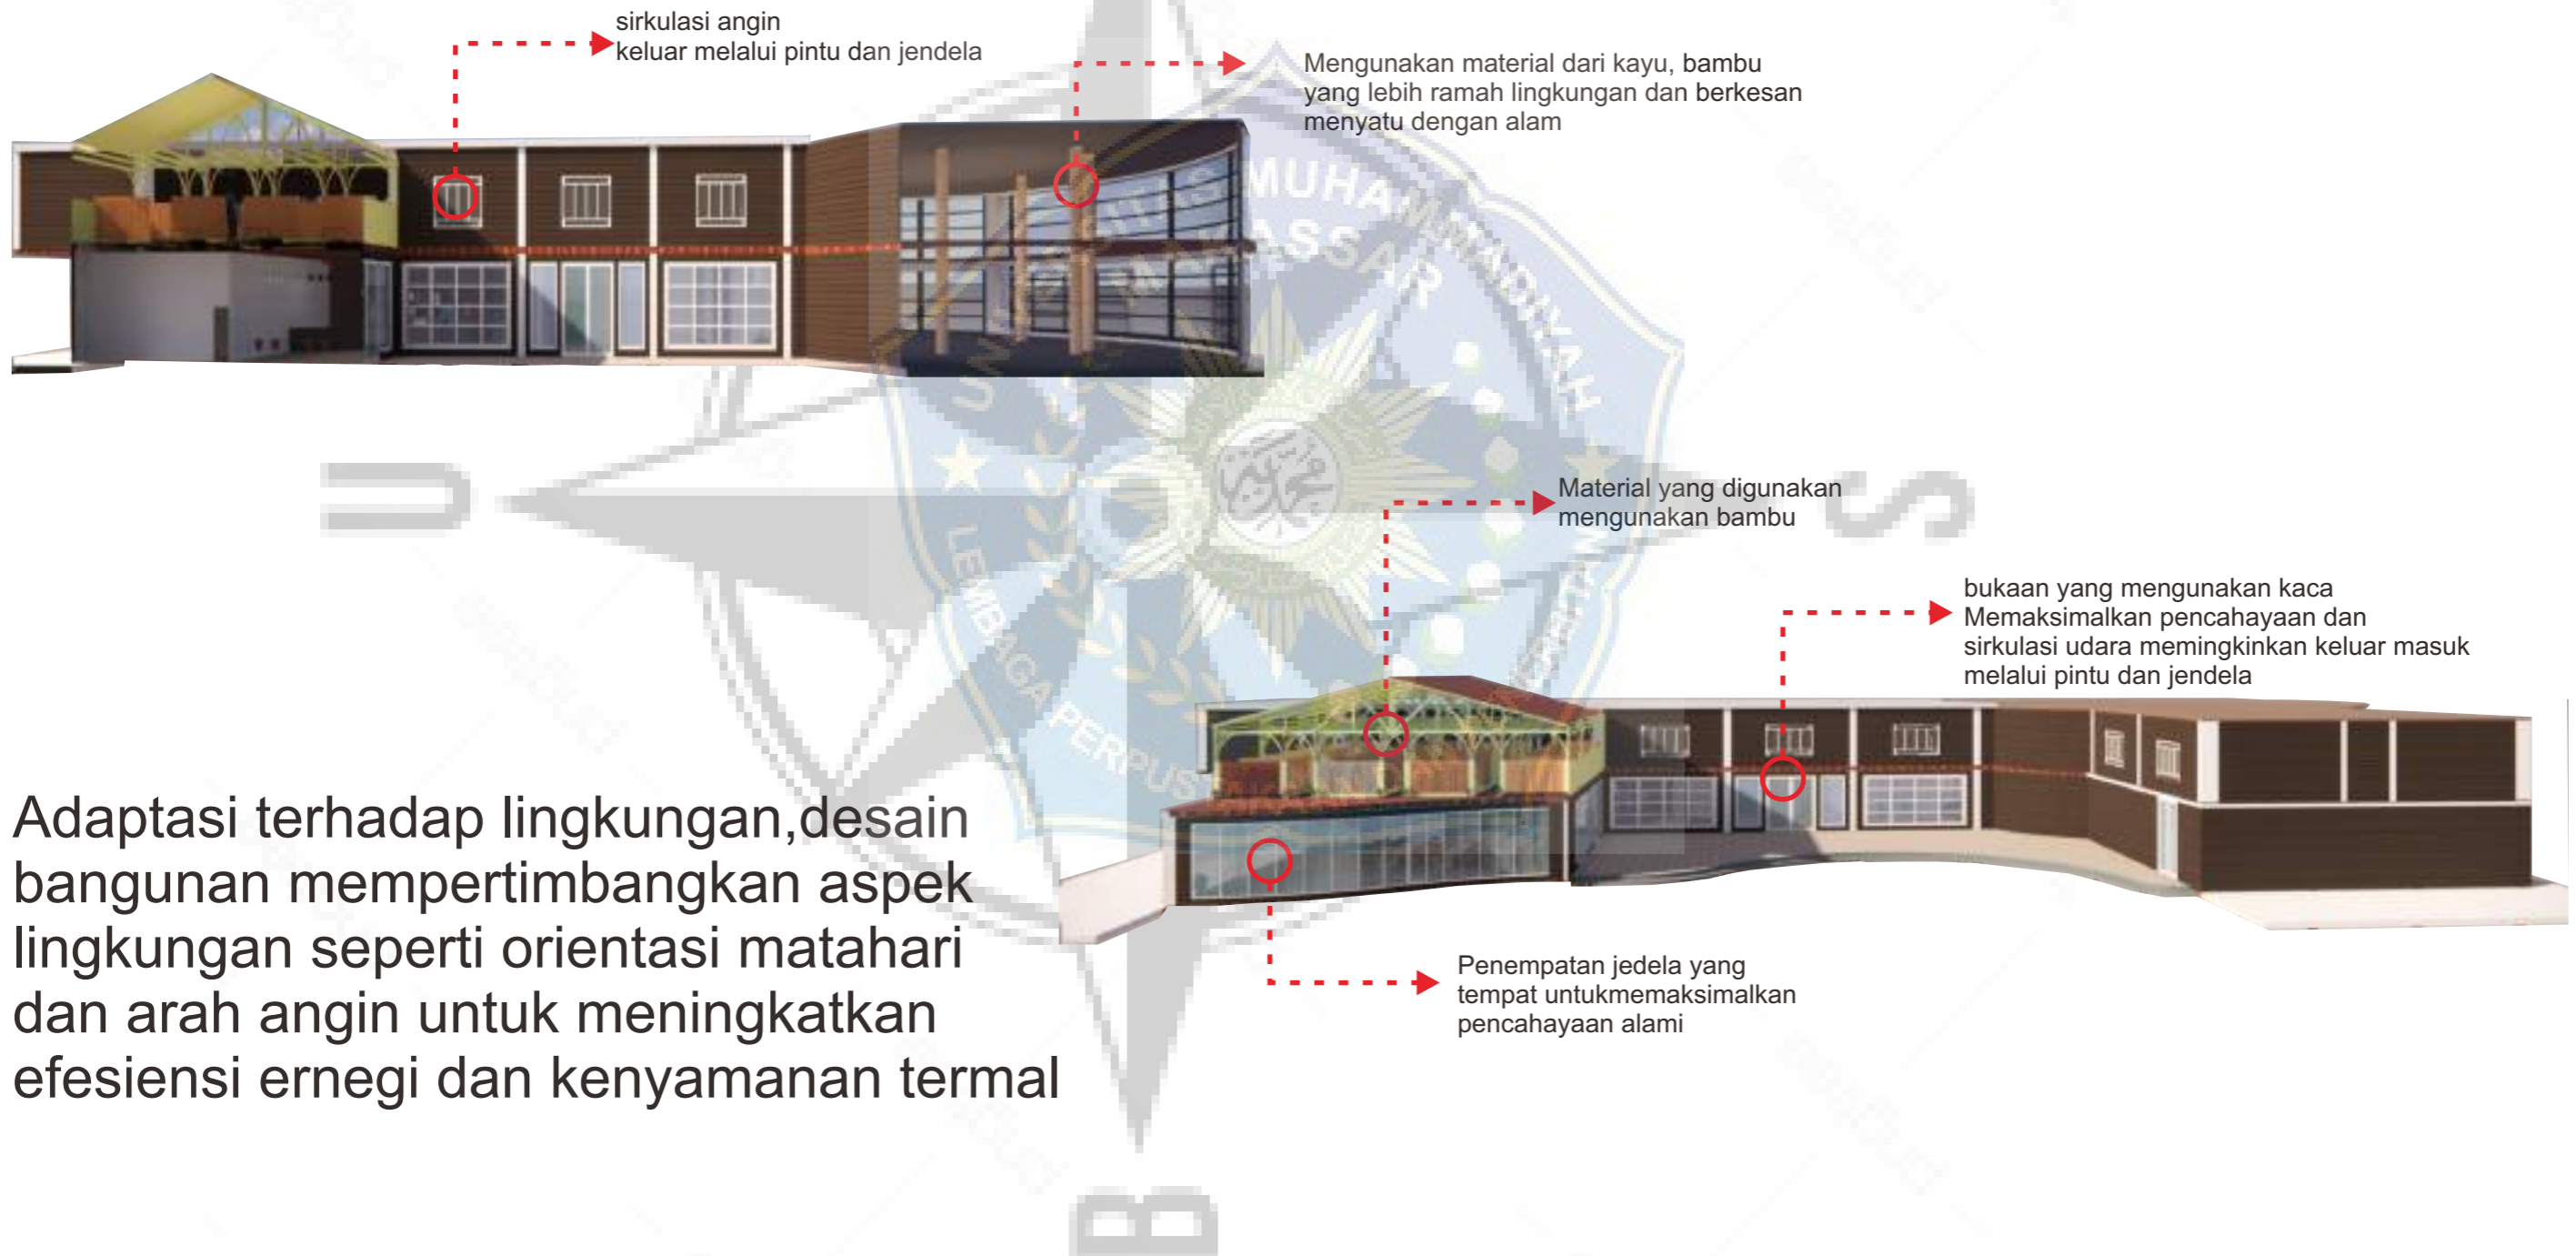 sirkulasi angin
keluar melalui pintu dan jendela
Mengunakan material dari kayu, bambu
yang lebih ramah lingkungan dan berkesan
menyatu dengan alam
MUHAMMADIYAH
U
S
LEMBAGA PERPUS
Material yang digunakan
mengunakan bambu
bukaan yang mengunakan kaca
Memaksimalkan pencahayaan dan
sirkulasi udara memingkinkan keluar masuk
melalui pintu dan jendela
Adaptasi terhadap lingkungan,desain
bangunan mempertimbangkan aspek
lingkungan seperti orientasi matahari
dan arah angin untuk meningkatkan
efesiensi ernegi dan kenyamanan termal
Penempatan jedela yang
tempat untukmemaksimalkan
pencahayaan alami
B